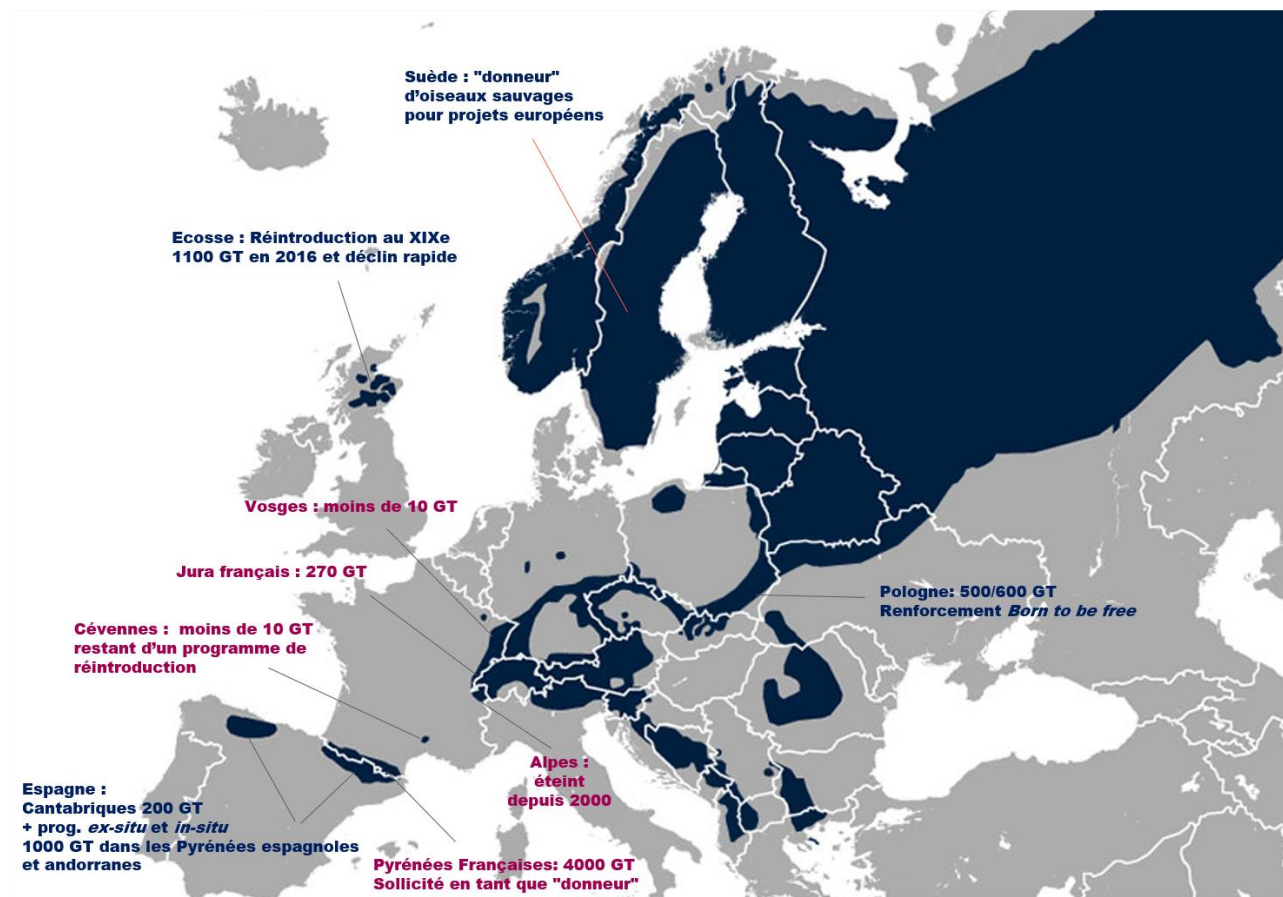 Suède : "donneur"
d'oiseaux sauvages
pour projets européens
Ecosse : Réintroduction au XIXe
1100 GT en 2016 et déclin rapide
Vosges : moins de 10 GT
Jura français : 270 GT
Pologne: 500/600 GT
Renforcement Born to be free
Cévennes :  moins de 10 GT
restant d'un programme de
réintroduction
Alpes :
éteint
depuis 2000
Espagne :
Cantabriques 200 GT
+ prog. ex-situ et in-situ
1000 GT dans les Pyrénées espagnoles
et andorranes
Pyrénées Françaises: 4000 GT
Sollicité en tant que "donneur"